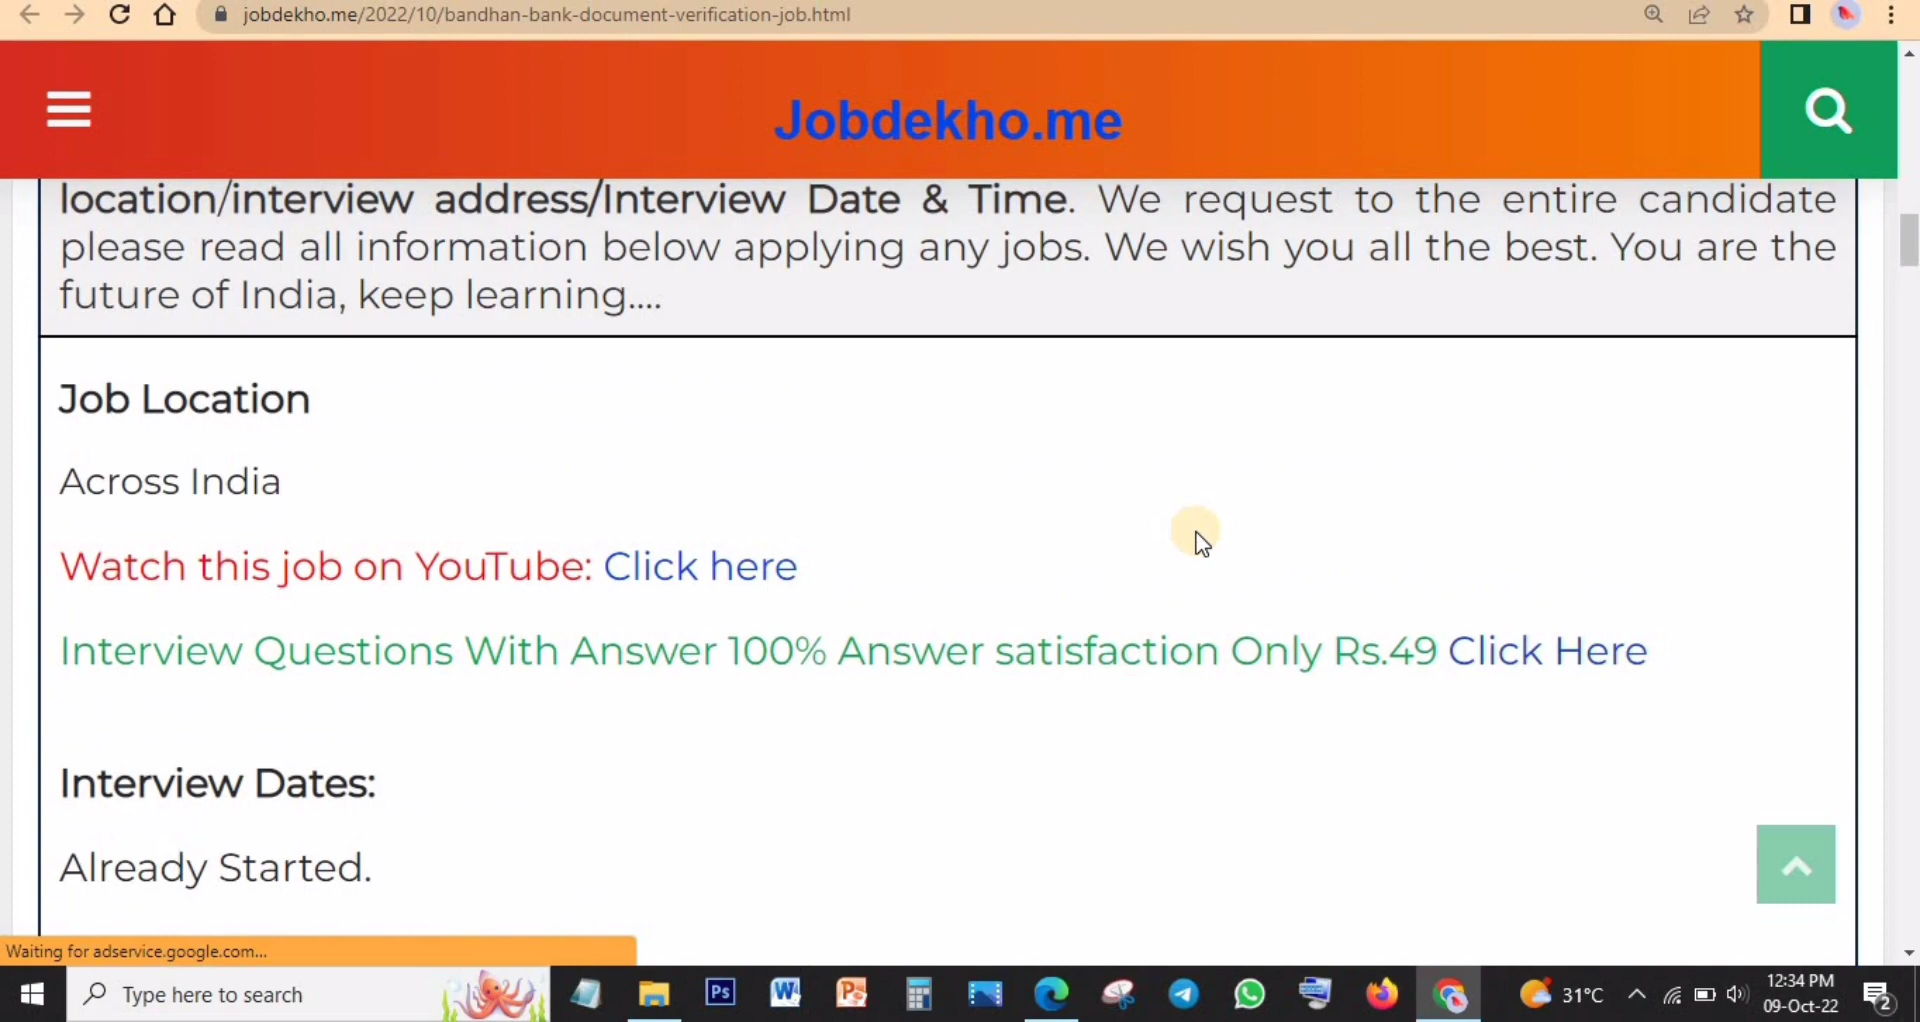 jobdekho.me/2022/10/bandhan-bank-document-verification-job.html
Jobdekho.me
location/interview address/Interview Date & Time. We request to the entire candidate
please read all information below applying any jobs. We wish you all the best. You are the
future of India, keep learning....
Job Location
Across India
Watch this job on YouTube: Click here
Interview Questions With Answer 100% Answer satisfaction Only Rs.49 Click Here
Interview Dates:
Already Started.
Waiting for adservice.google.com...
Type here to search
Ps
W
P
31°C
12:34 PM
09-Oct-22
2